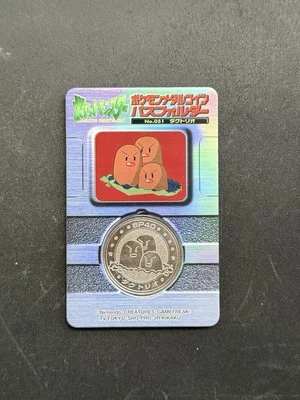 ポケットモンスター
ポケモンメタルコイン
パスフォルダー
No.051 ダグトリオ
SP40
ダグトリオ
Nintendo・CREATURES・GAMEFREAK・
TV TOKYO・SHO-PRO・JR KIKAKU